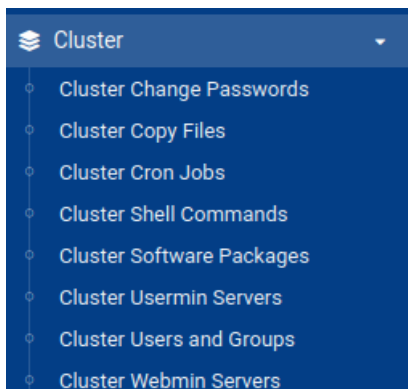 Cluster
Cluster Change Passwords
Cluster Copy Files
Cluster Cron Jobs
Cluster Shell Commands
Cluster Software Packages
Cluster Usermin Servers
Cluster Users and Groups
Cluster Webmin Servers